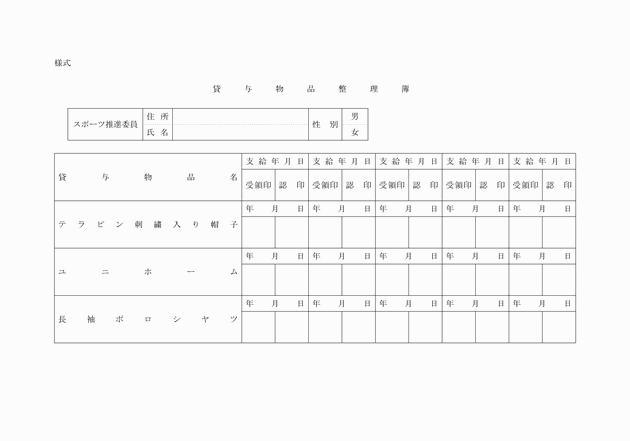 様式
貸与物品整理簿
スポーツ推進委員 住所 性別 男
氏名 女
貸与物品名 支給年月日 支給年月日 支給年月日 支給年月日 支給年月日
受領印 認印 受領印 認印 受領印 認印 受領印 認印 受領印 認印
テラピン刺繍入り帽子 年月日 年月日 年月日 年月日 年月日
ユニホーム 年月日 年月日 年月日 年月日 年月日
長袖ポロシヤツ 年月日 年月日 年月日 年月日 年月日